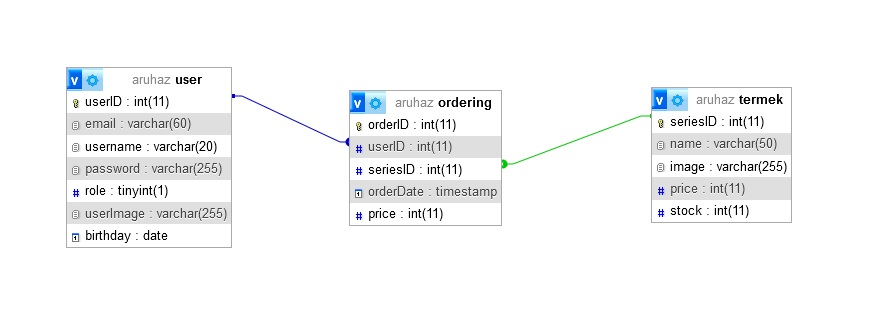 v aruhaz user
userID : int(11)
email : varchar(60)
username : varchar(20)
password : varchar(255)
role : tinyint(1)
userImage : varchar(255)
birthday : date
v aruhaz ordering
orderID : int(11)
userID : int(11)
seriesID : int(11)
orderDate : timestamp
price : int(11)
v aruhaz termek
seriesID : int(11)
name : varchar(50)
image : varchar(255)
price : int(11)
stock : int(11)